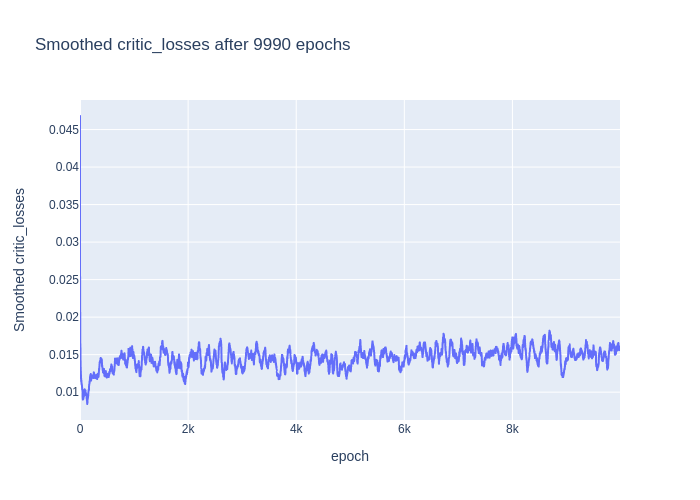 Smoothed critic_losses after 9990 epochs
Smoothed critic_losses
0.045
0.04
0.035
0.03
0.025
0.02
0.015
0.01
0 2k 4k 6k 8k
epoch